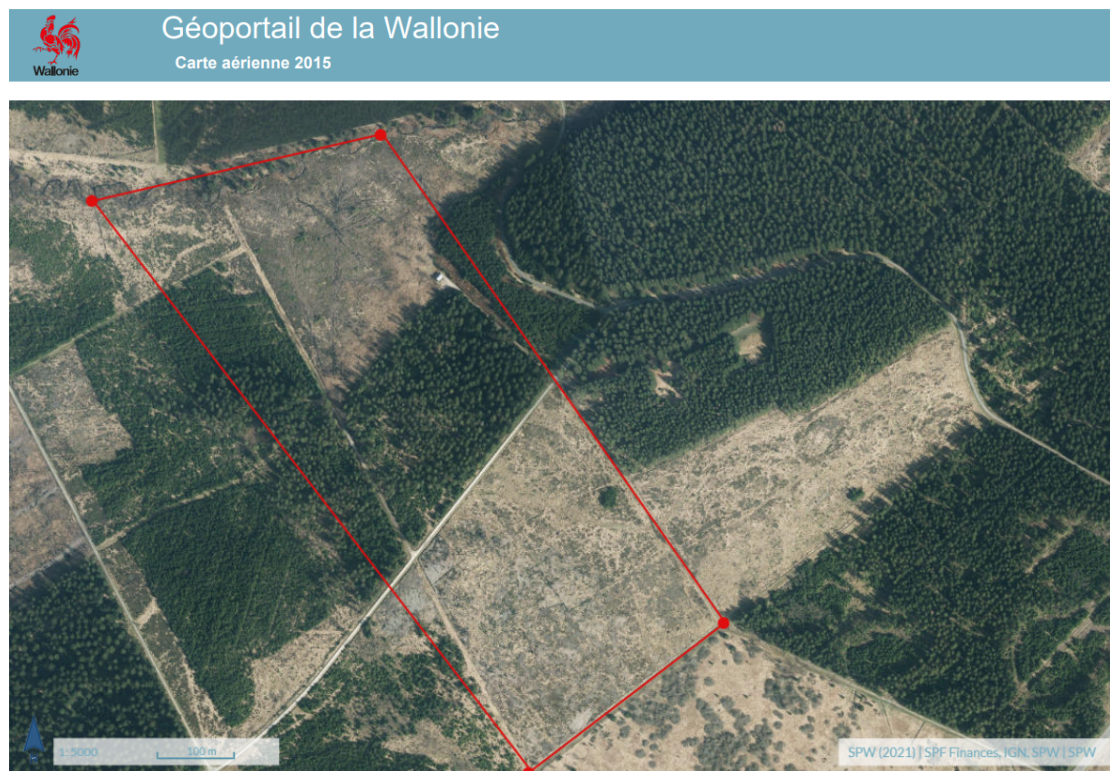 Géoportail de la Wallonie
Carte aérienne 2015
Wallonie
1: 5000
100 m
SPW (2021) | SPF Finances, IGN, SPW | SPW